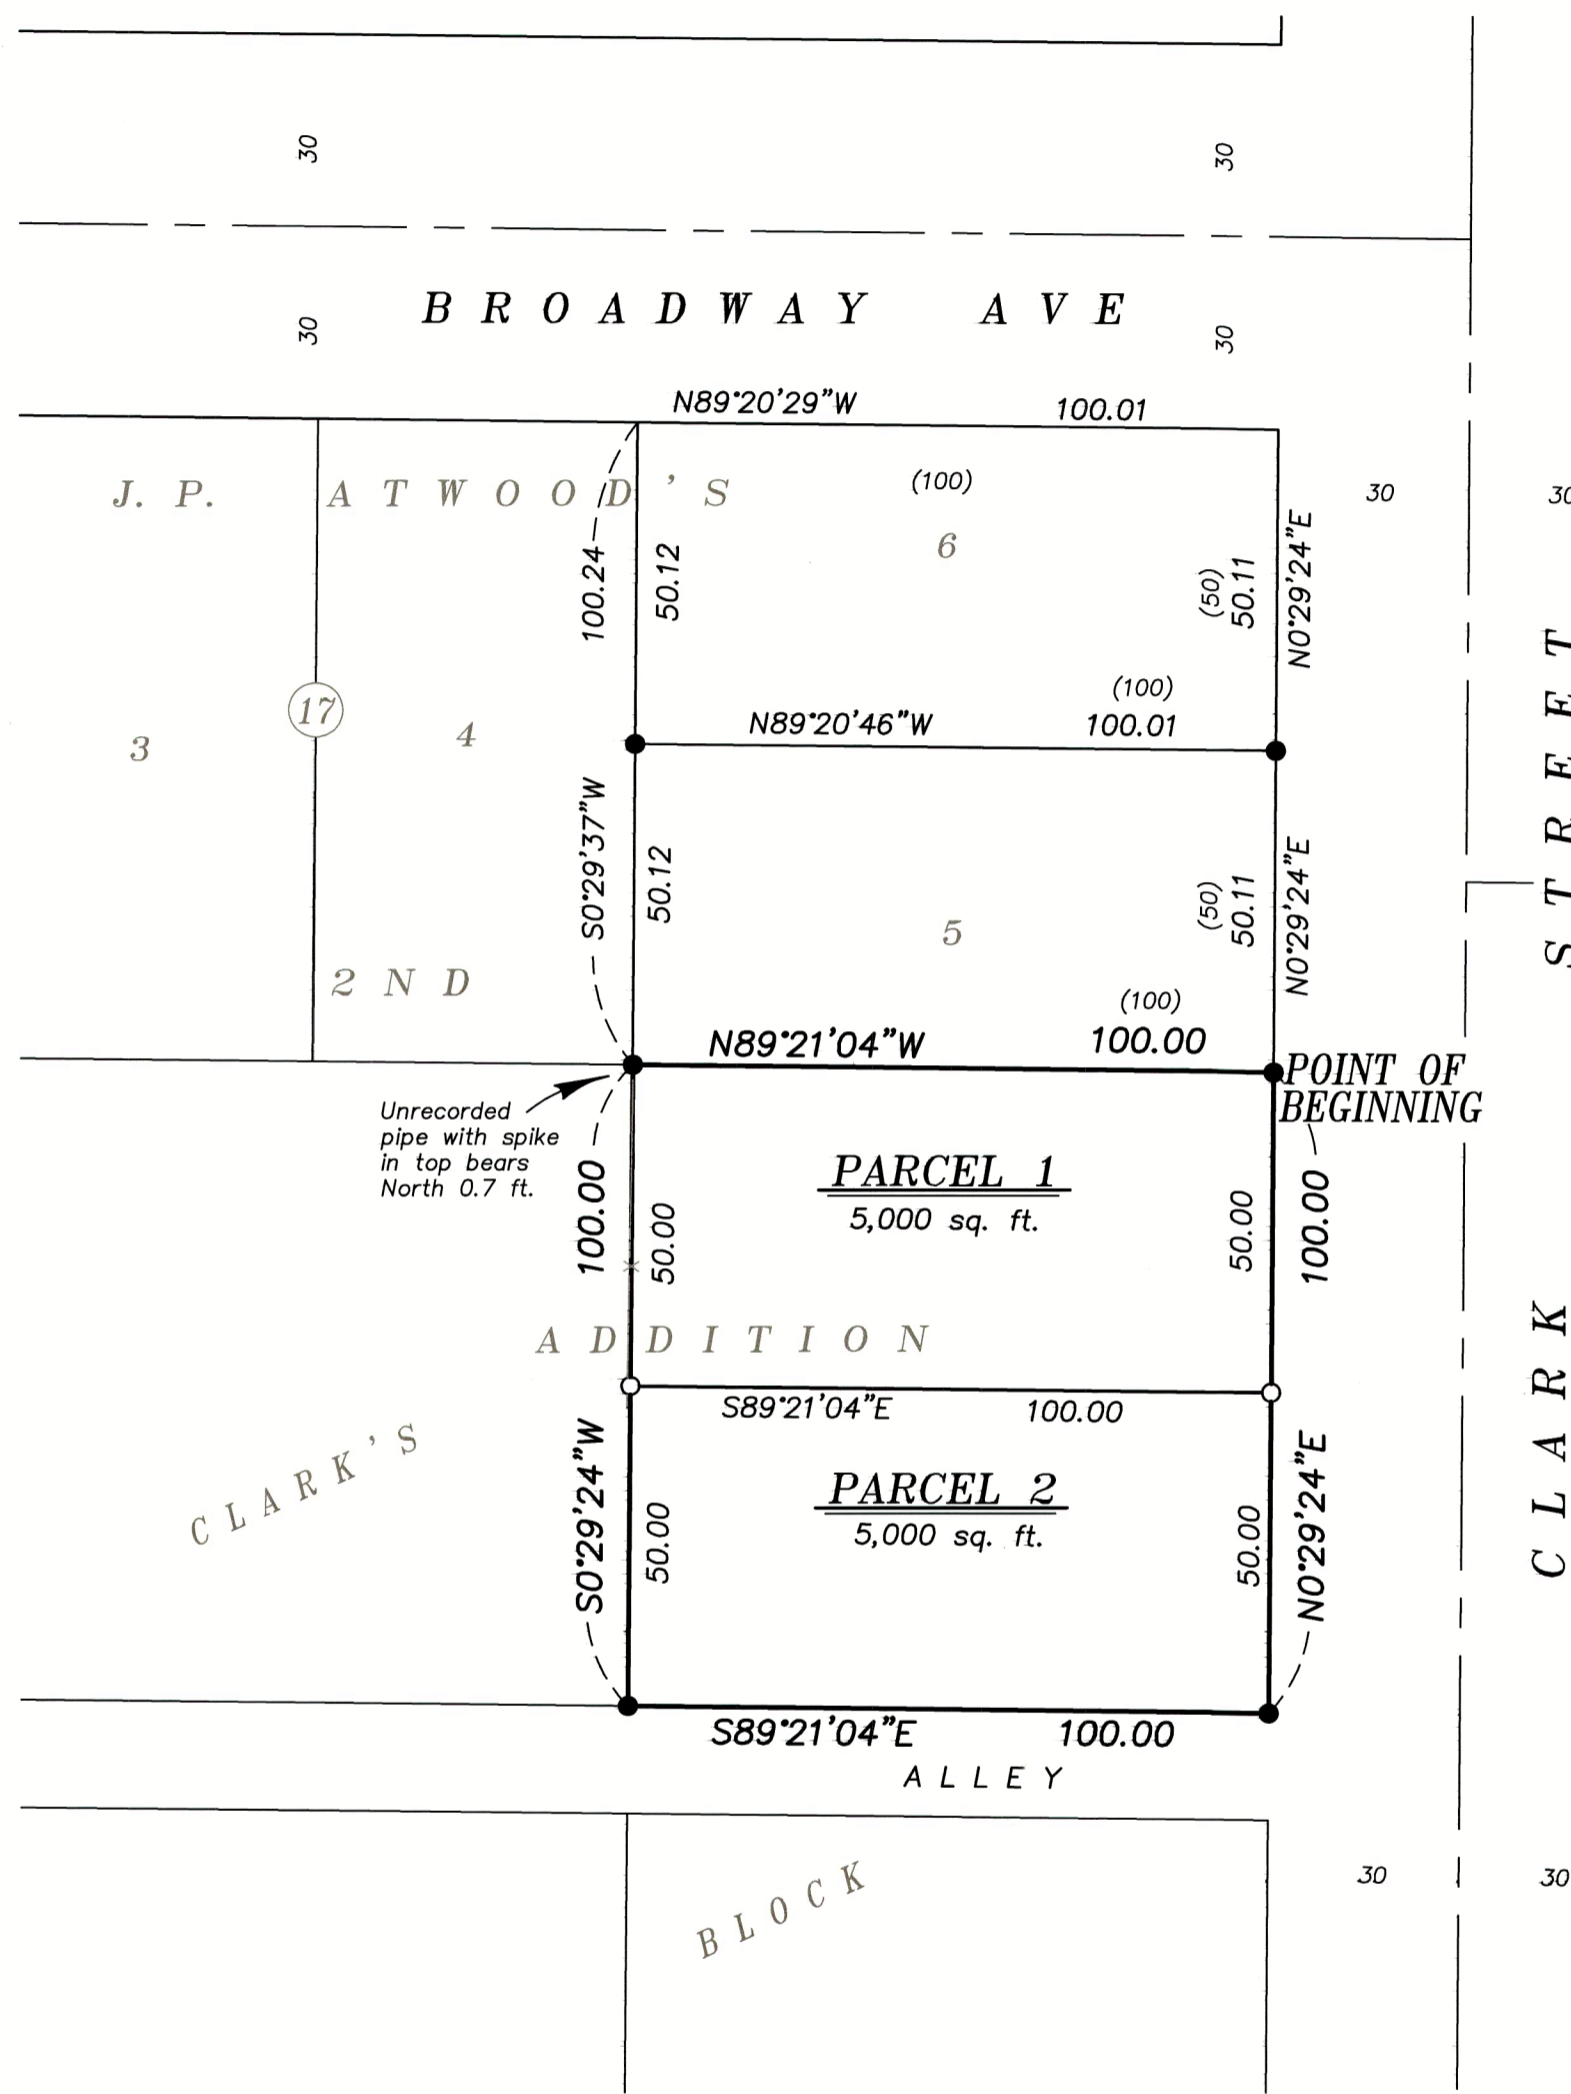 30
30
BROADWAY AVE
30
30
N89°20'29"W 100.01
J. P. ATWOOD'S
(100)
6
30
30
100.24
50.12
(50)
50.11
N0°29'24"E
17
3
4
N89°20'46"W
(100)
100.01
S0°29'37"W
50.12
5
(50)
50.11
N0°29'24"E
2ND
N89°21'04"W
(100)
100.00
POINT OF
BEGINNING
Unrecorded
pipe with spike
in top bears
North 0.7 ft.
PARCEL 1
5,000 sq. ft.
100.00
50.00
50.00
100.00
ADDITION
S89°21'04"E 100.00
CLARK'S
PARCEL 2
5,000 sq. ft.
S0°29'24"W
50.00
50.00
N0°29'24"E
CLARK STREET
S89°21'04"E 100.00
ALLEY
BLOCK
30
30